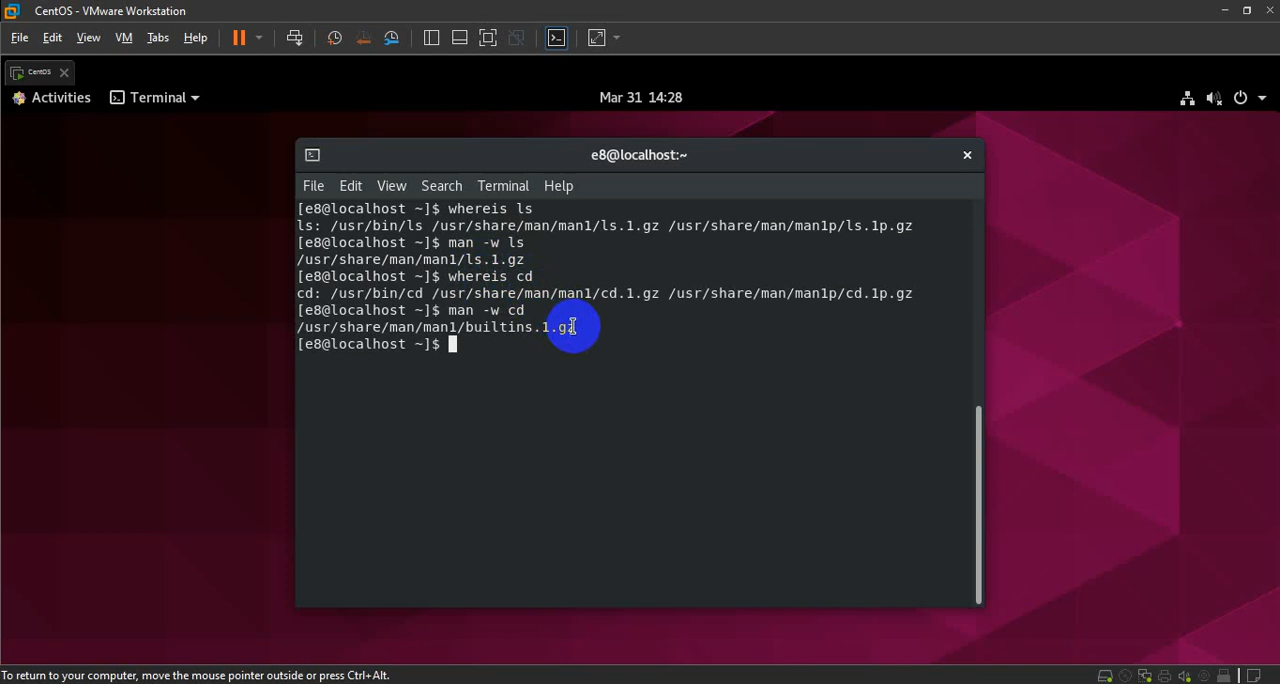 CentOS - VMware Workstation
File Edit View VM Tabs Help
CentOS
Activities Terminal Mar 31 14:28
e8@localhost:~
File Edit View Search Terminal Help
[e8@localhost ~]$ whereis ls
ls: /usr/bin/ls /usr/share/man/man1/ls.1.gz /usr/share/man/man1p/ls.1p.gz
[e8@localhost ~]$ man -w ls
/usr/share/man/man1/ls.1.gz
[e8@localhost ~]$ whereis cd
cd: /usr/bin/cd /usr/share/man/man1/cd.1.gz /usr/share/man/man1p/cd.1p.gz
[e8@localhost ~]$ man -w cd
/usr/share/man/man1/builtins.1.gz
[e8@localhost ~]$
To return to your computer, move the mouse pointer outside or press Ctrl+Alt.